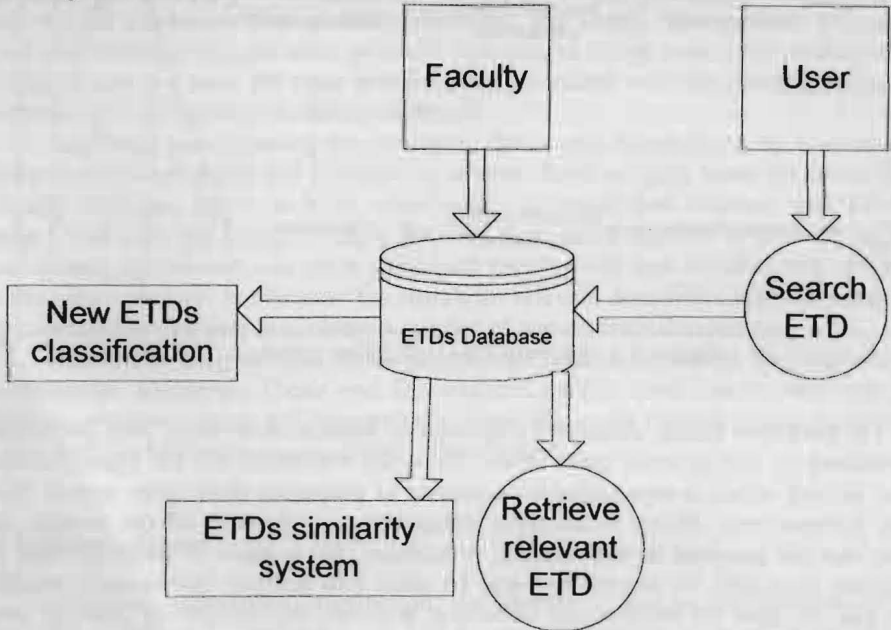 Faculty
User
New ETDs
classification
ETDs Database
Search
ETD
ETDs similarity
system
Retrieve
relevant
ETD